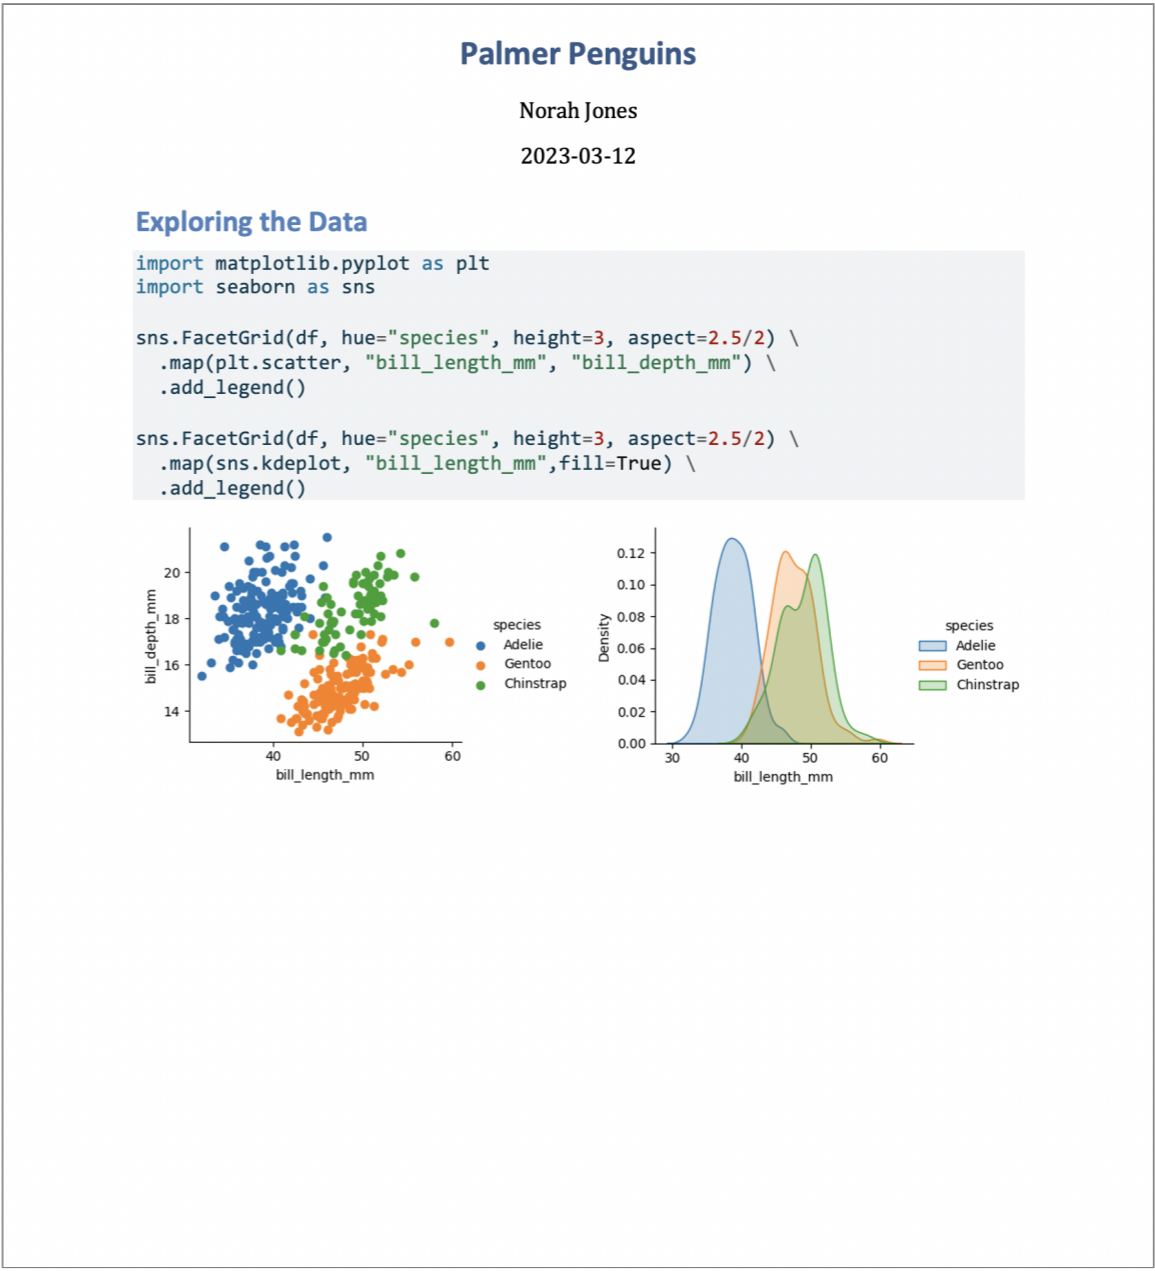 Palmer Penguins
Norah Jones
2023-03-12
Exploring the Data
import matplotlib.pyplot as plt
import seaborn as sns
sns.FacetGrid(df, hue="species", height=3, aspect=2.5/2) \
  .map(plt.scatter, "bill_length_mm", "bill_depth_mm") \
  .add_legend()
sns.FacetGrid(df, hue="species", height=3, aspect=2.5/2) \
  .map(sns.kdeplot, "bill_length_mm",fill=True) \
  .add_legend()
bill_depth_mm
20
18
16
14
40 50 60
bill_length_mm
species
Adelie
Gentoo
Chinstrap
Density
0.12
0.10
0.08
0.06
0.04
0.02
0.00
30 40 50 60
bill_length_mm
species
Adelie
Gentoo
Chinstrap